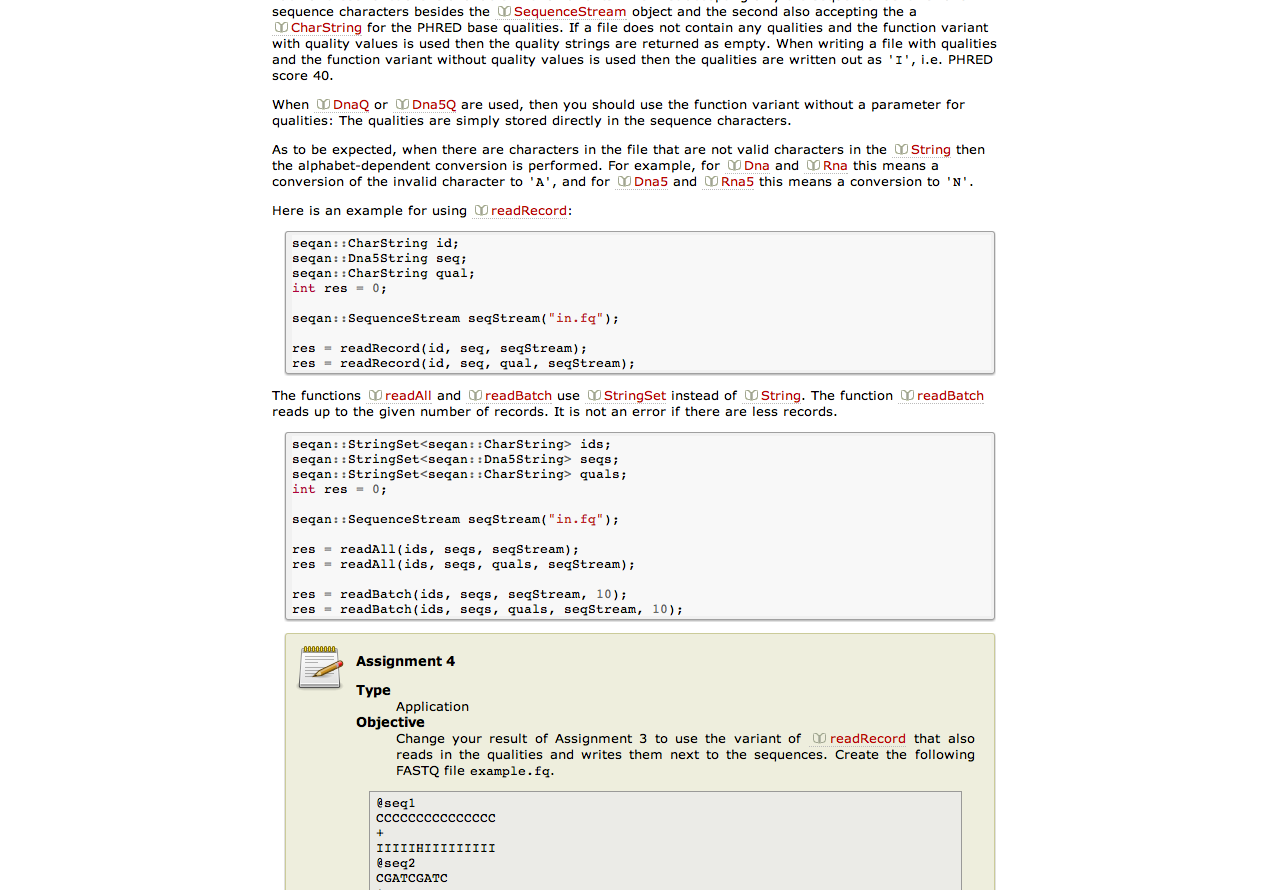 sequence characters besides the SequenceStream object and the second also accepting the a
CharString for the PHRED base qualities. If a file does not contain any qualities and the function variant
with quality values is used then the quality strings are returned as empty. When writing a file with qualities
and the function variant without quality values is used then the qualities are written out as 'I', i.e. PHRED
score 40.
When DnaQ or Dna5Q are used, then you should use the function variant without a parameter for
qualities: The qualities are simply stored directly in the sequence characters.
As to be expected, when there are characters in the file that are not valid characters in the String then
the alphabet-dependent conversion is performed. For example, for Dna and Rna this means a
conversion of the invalid character to 'A', and for Dna5 and Rna5 this means a conversion to 'N'.
Here is an example for using readRecord:
seqan::CharString id;
seqan::Dna5String seq;
seqan::CharString qual;
int res = 0;
seqan::SequenceStream seqStream("in.fq");
res = readRecord(id, seq, seqStream);
res = readRecord(id, seq, qual, seqStream);
The functions readAll and readBatch use StringSet instead of String. The function readBatch
reads up to the given number of records. It is not an error if there are less records.
seqan::StringSet<seqan::CharString> ids;
seqan::StringSet<seqan::Dna5String> seqs;
seqan::StringSet<seqan::CharString> quals;
int res = 0;
seqan::SequenceStream seqStream("in.fq");
res = readAll(ids, seqs, seqStream);
res = readAll(ids, seqs, quals, seqStream);
res = readBatch(ids, seqs, seqStream, 10);
res = readBatch(ids, seqs, quals, seqStream, 10);
Assignment 4
Type
Application
Objective
Change your result of Assignment 3 to use the variant of readRecord that also
reads in the qualities and writes them next to the sequences. Create the following
FASTQ file example.fq.
@seq1
CCCCCCCCCCCCCCC
+
IIIIIHIIIIIIIII
@seq2
CGATCGATC